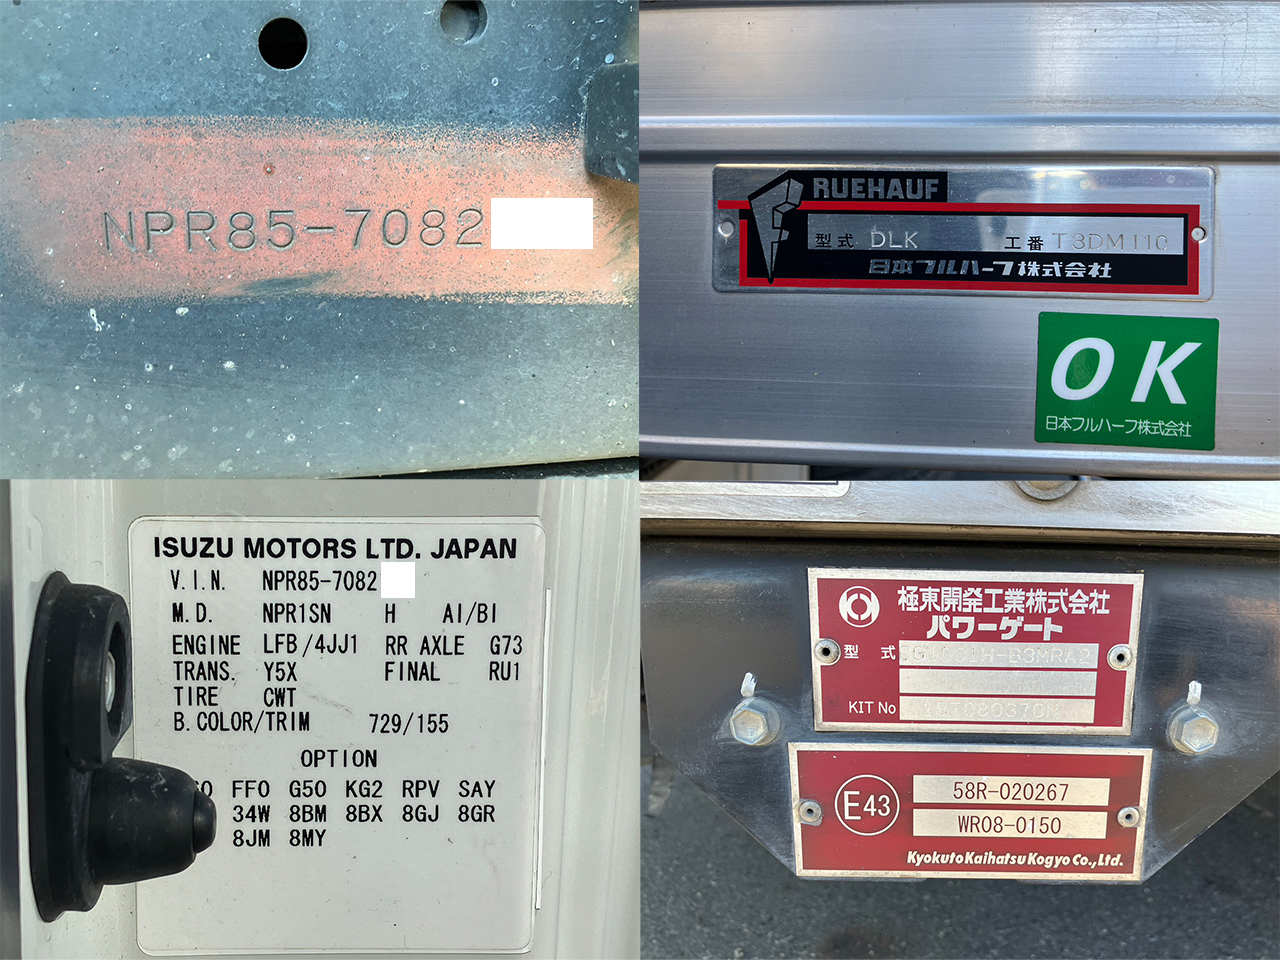 NPR85-7082
RUEHAUF
型式 DLK 工番 T3DM110
日本フルハーフ株式会社
OK
日本フルハーフ株式会社
ISUZU MOTORS LTD. JAPAN
V.I.N. NPR85-7082
M.D. NPR1SN H AI/BI
ENGINE LFB/4JJ1 RR AXLE G73
TRANS. Y5X FINAL RU1
TIRE CWT
B.COLOR/TRIM 729/155
OPTION
FFO G50 KG2 RPV SAY
34W 8BM 8BX 8GJ 8GR
8JM 8MY
極東開発工業株式会社
パワーゲート
型式
KIT No
E43
58R-020267
WR08-0150
Kyokuto Kaihatsu Kogyo Co., Ltd.